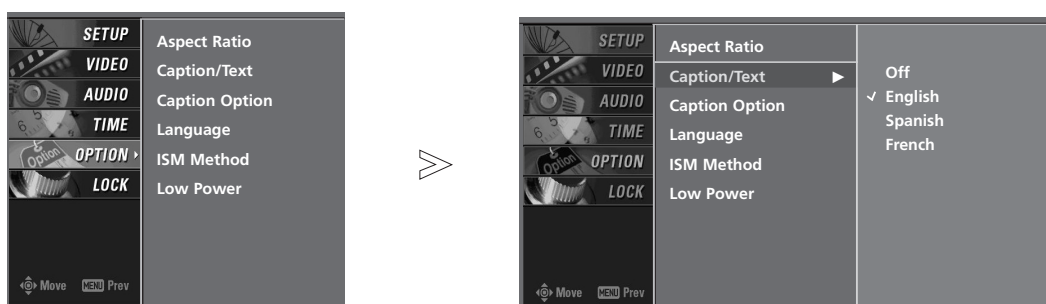 SETUP
VIDEO
AUDIO
TIME
OPTION
LOCK
Move MENU Prev
Aspect Ratio
Caption/Text
Caption Option
Language
ISM Method
Low Power
SETUP
VIDEO
AUDIO
TIME
OPTION
LOCK
Move MENU Prev
Aspect Ratio
Caption/Text
Caption Option
Language
ISM Method
Low Power
Off
English
Spanish
French